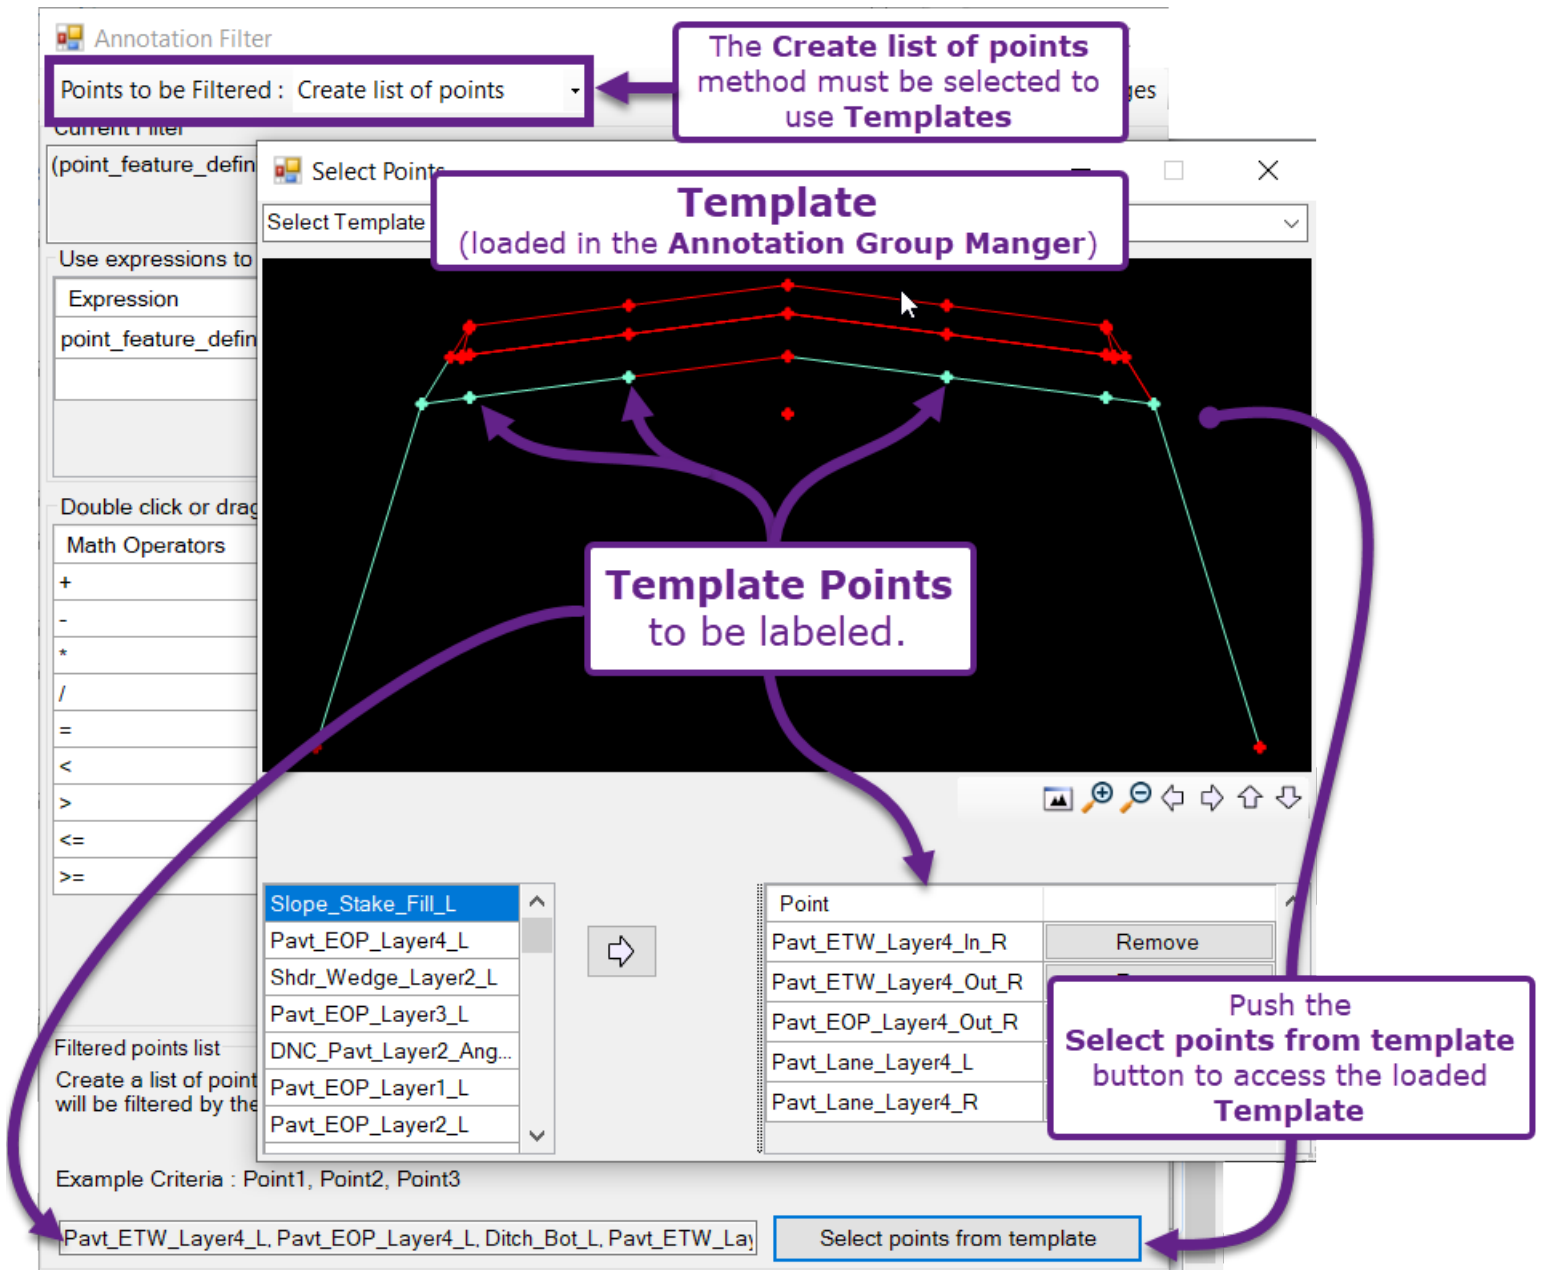 Annotation Filter
The Create list of points
method must be selected to
use Templates
Points to be Filtered : Create list of points
Current Filter
(point_feature_defin
Select Points
Select Template
Template
(loaded in the Annotation Group Manger)
Use expressions to
Expression
point_feature_defin
Double click or drag
Math Operators
+
-
*
/
=
<
>
<=
>=
Template Points
to be labeled.
Slope_Stake_Fill_L
Pavt_EOP_Layer4_L
Shdr_Wedge_Layer2_L
Pavt_EOP_Layer3_L
DNC_Pavt_Layer2_Ang...
Pavt_EOP_Layer1_L
Pavt_EOP_Layer2_L
Point
Pavt_ETW_Layer4_In_R Remove
Pavt_ETW_Layer4_Out_R
Pavt_EOP_Layer4_Out_R
Pavt_Lane_Layer4_L
Pavt_Lane_Layer4_R
Push the
Select points from template
button to access the loaded
Template
Filtered points list
Create a list of point
will be filtered by the
Example Criteria : Point1, Point2, Point3
Pavt_ETW_Layer4_L, Pavt_EOP_Layer4_L, Ditch_Bot_L, Pavt_ETW_Lay
Select points from template